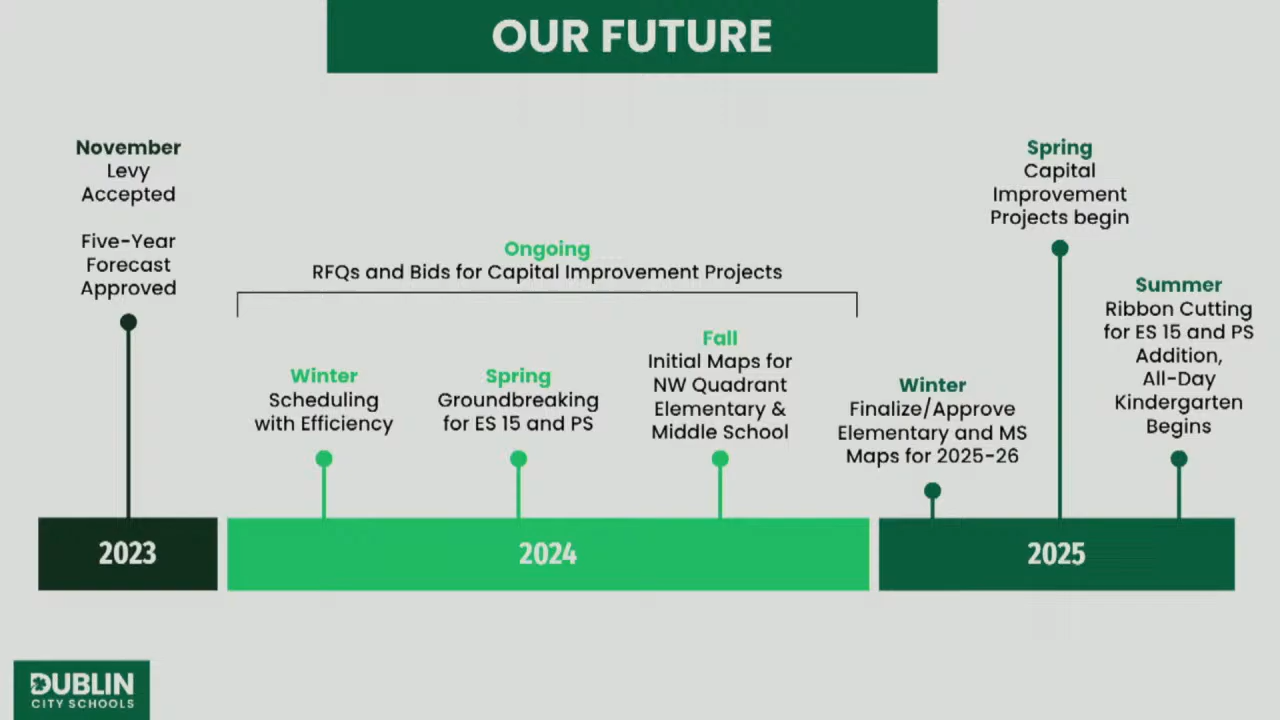 OUR FUTURE
November
Levy
Accepted
Five-Year
Forecast
Approved
Ongoing
RFQs and Bids for Capital Improvement Projects
Winter
Scheduling
with Efficiency
Spring
Groundbreaking
for ES 15 and PS
Fall
Initial Maps for
NW Quadrant
Elementary &
Middle School
Winter
Finalize/Approve
Elementary and MS
Maps for 2025-26
Spring
Capital
Improvement
Projects begin
Summer
Ribbon Cutting
for ES 15 and PS
Addition,
All-Day
Kindergarten
Begins
2023
2024
2025
DUBLIN
CITY SCHOOLS